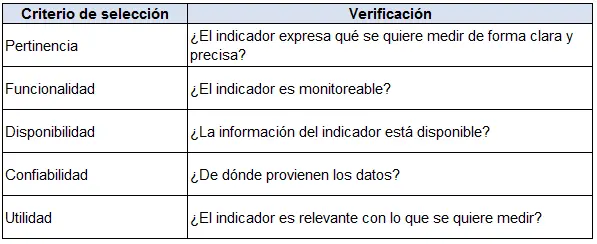 Criterio de selección Verificación
Pertinencia ¿El indicador expresa qué se quiere medir de forma clara y
precisa?
Funcionalidad ¿El indicador es monitoreable?
Disponibilidad ¿La información del indicador está disponible?
Confiabilidad ¿De dónde provienen los datos?
Utilidad ¿El indicador es relevante con lo que se quiere medir?